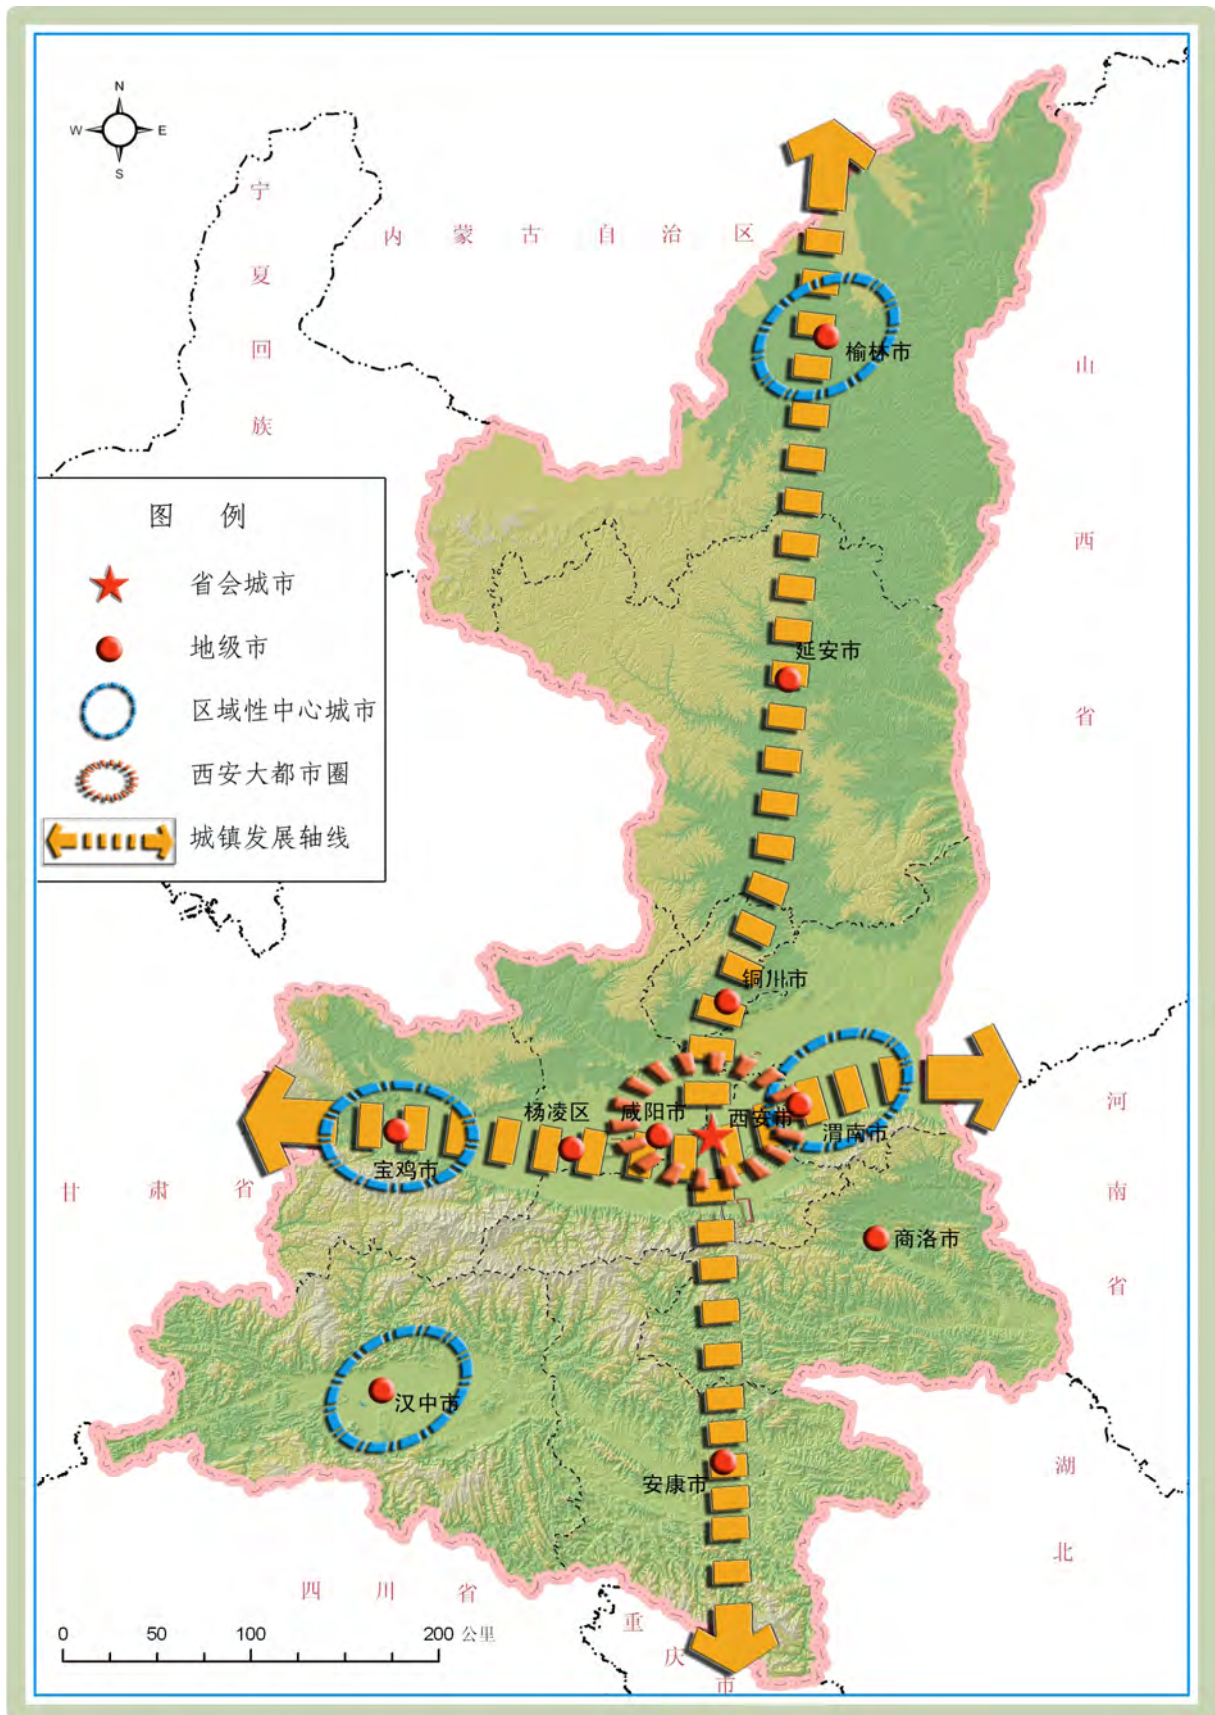 N
W
E
S
宁夏回族
内蒙古自治区
山西省
榆林市
图 例
省会城市
地级市
区域性中心城市
西安大都市圈
城镇发展轴线
延安市
铜川市
杨凌区
咸阳市
西安市
渭南市
宝鸡市
甘肃省
河南省
商洛市
汉中市
安康市
湖北
四川省
重庆市
0 50 100 200 公里